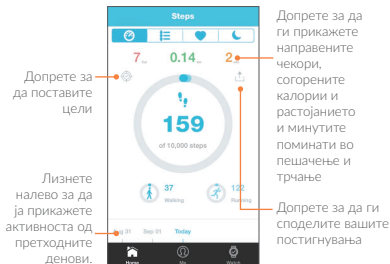 Steps
7
0.14
2
Допрете за да
ги прикажете
направените
чекори,
согорените
калории и
растојанието
и минутите
поминати во
пешачење и
трчање
Допрете за
да поставите
цели
159
of 10,000 steps
37
Walking
122
Running
Допрете за да ги
споделите вашите
постигнувања
Лизнете
налево за да
ја прикажете
активноста од
претходните
денови.
Aug 31 Sep 01 Today
Home Me Watch